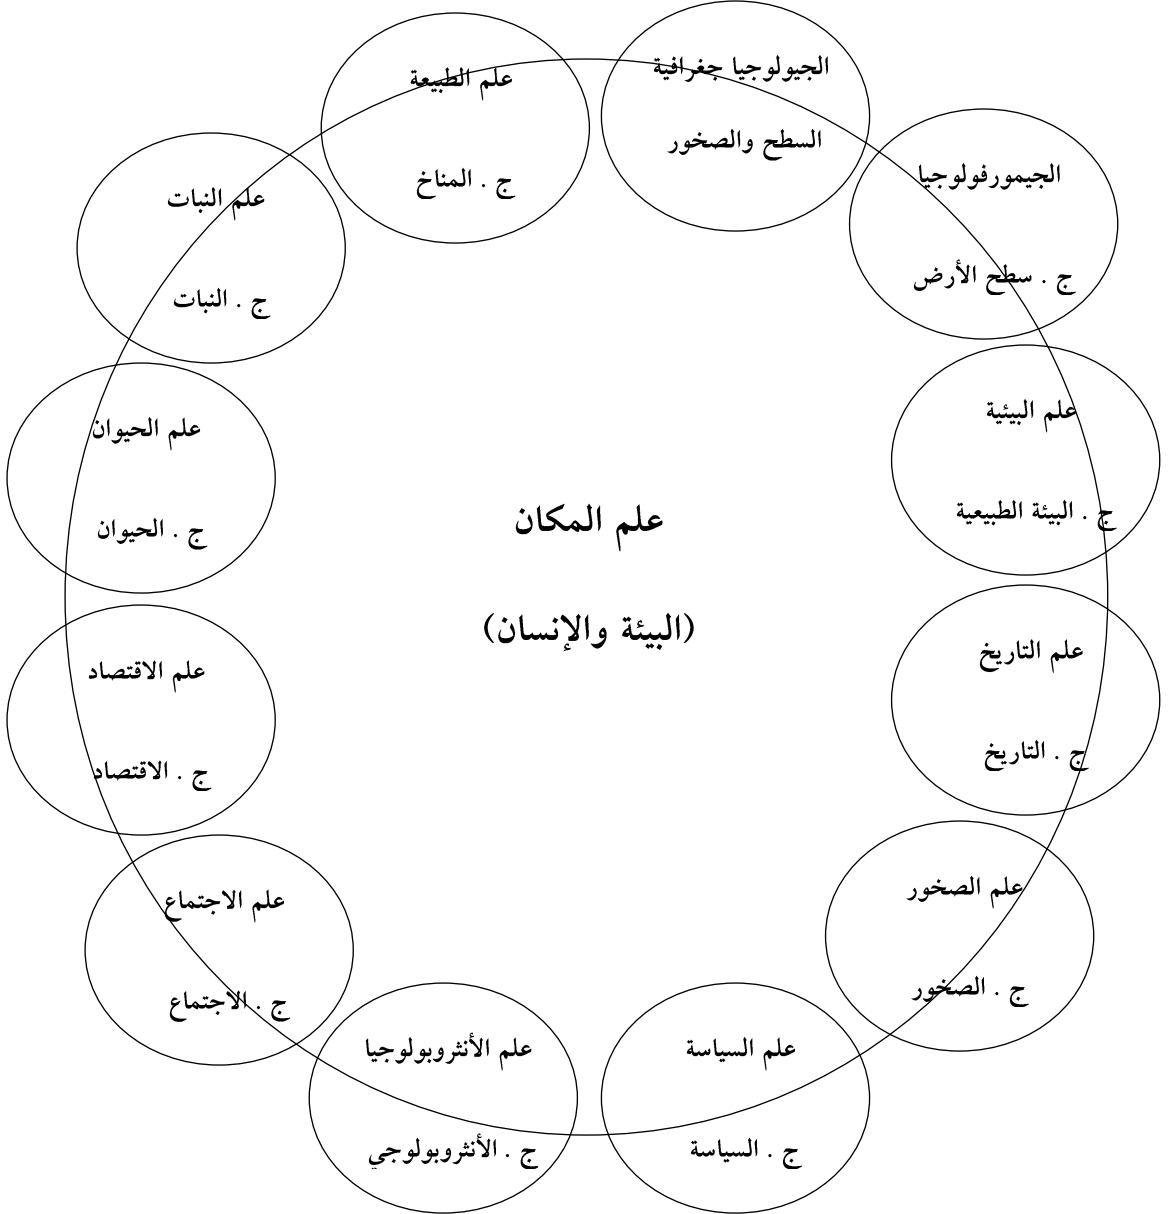 الجيولوجيا جغرافية
السطح والصخور
الجيمورفولوجيا
ج . سطح الأرض
علم البيئية
ج . البيئة الطبيعية
علم التاريخ
ج . التاريخ
علم الصخور
ج . الصخور
علم السياسة
ج . السياسة
علم الأنثروبولوجيا
ج . الأنثروبولوجي
علم الاجتماع
ج . الاجتماع
علم الاقتصاد
ج . الاقتصاد
علم الحيوان
ج . الحيوان
علم النبات
ج . النبات
علم الطبيعة
ج . المناخ
علم المكان
(البيئة والإنسان)